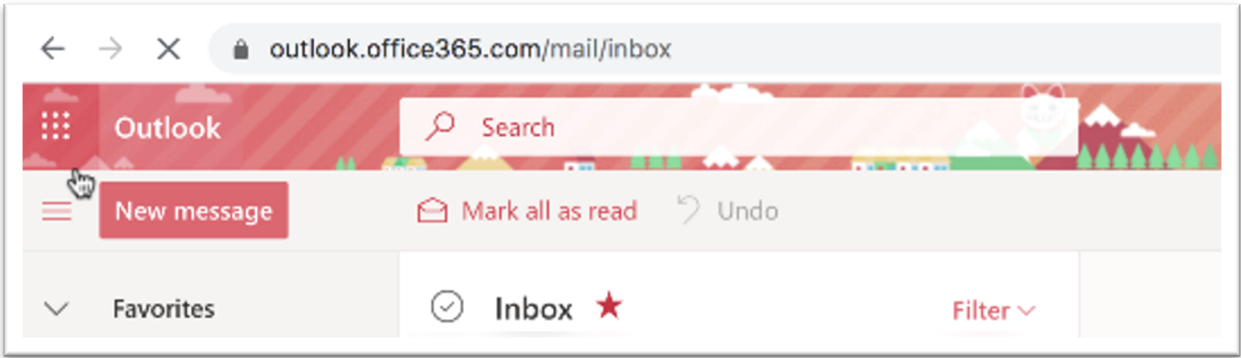 outlook.office365.com/mail/inbox
Outlook
Search
New message
Mark all as read
Undo
Favorites
Inbox
Filter